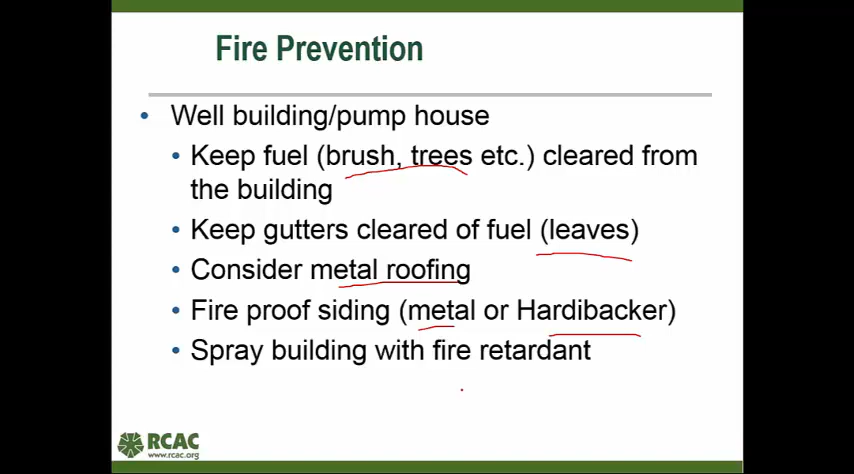 Fire Prevention
• Well building/pump house
• Keep fuel (brush, trees etc.) cleared from
the building
• Keep gutters cleared of fuel (leaves)
• Consider metal roofing
• Fire proof siding (metal or Hardibacker)
• Spray building with fire retardant
RCAC
www.rcac.org